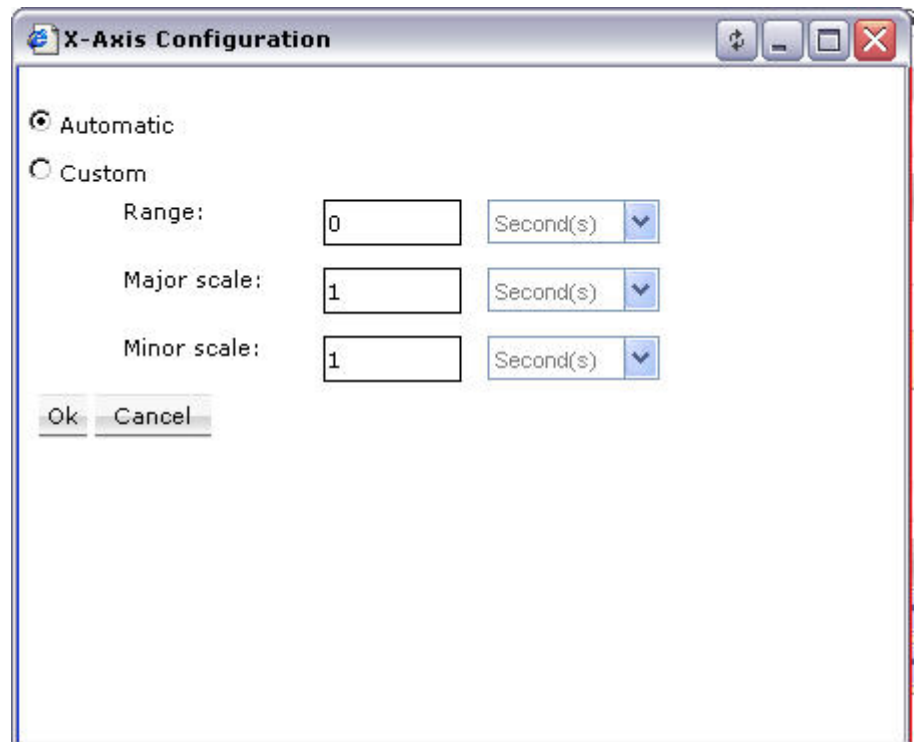 X-Axis Configuration
Automatic
Custom
Range: 0 Second(s)
Major scale: 1 Second(s)
Minor scale: 1 Second(s)
Ok Cancel